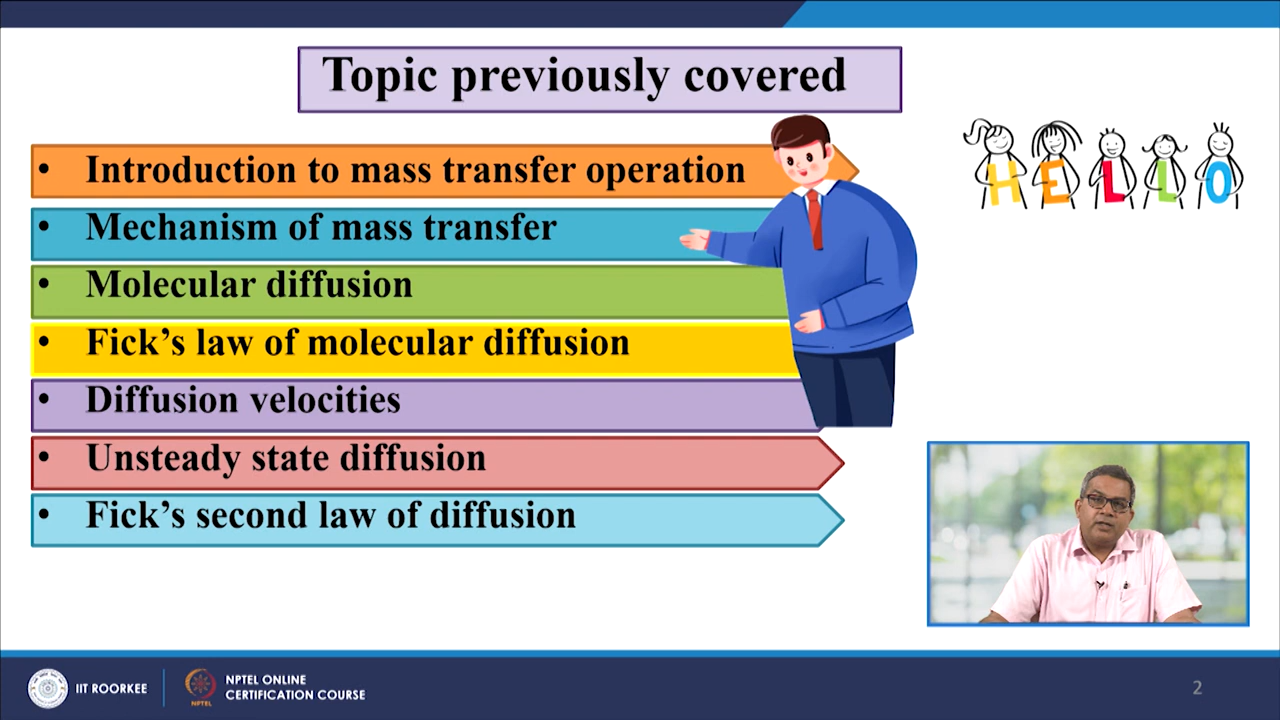 Topic previously covered
• Introduction to mass transfer operation
• Mechanism of mass transfer
• Molecular diffusion
• Fick’s law of molecular diffusion
• Diffusion velocities
• Unsteady state diffusion
• Fick’s second law of diffusion
HELLO
IIT ROORKEE
NPTEL
NPTEL ONLINE
CERTIFICATION COURSE
2